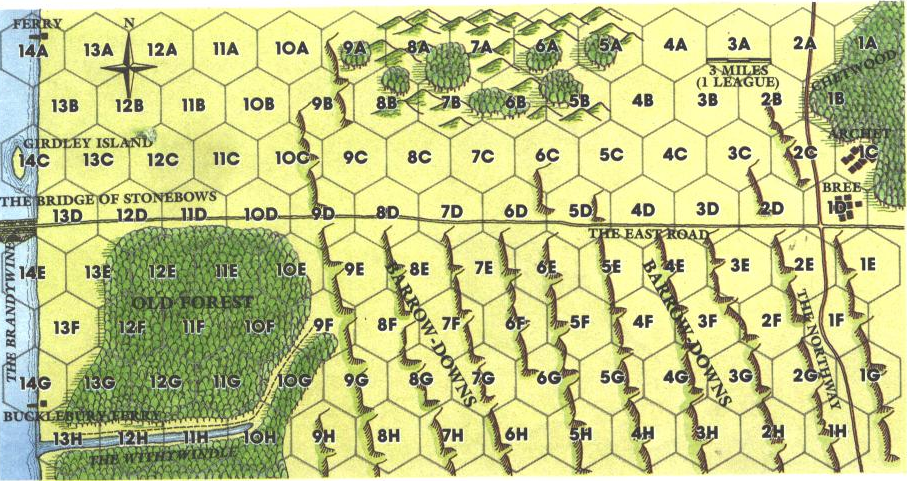 FERRY
N
14A 13A 12A 11A 10A 9A 8A 7A 6A 5A 4A 3A 2A 1A
3 MILES
(1 LEAGUE)
CHETWOOD
13B 12B 11B 10B 9B 8B 7B 6B 5B 4B 3B 2B 1B
ARCHET
GIRDLEY ISLAND
14C 13C 12C 11C 10C 9C 8C 7C 6C 5C 4C 3C 2C 1C
BREE
THE BRIDGE OF STONEBOWS
13D 12D 11D 10D 9D 8D 7D 6D 5D 4D 3D 2D 1D
THE EAST ROAD
14E 13E 12E 11E 10E 9E 8E 7E 6E 5E 4E 3E 2E 1E
OLD FOREST
BARROW-DOWNS
BARROW-DOWNS
THE NORTHWAY
THE BRANDYWINE
13F 12F 11F 10F 9F 8F 7F 6F 5F 4F 3F 2F 1F
14G 13G 12G 11G 10G 9G 8G 7G 6G 5G 4G 3G 2G 1G
BUCKLEBURY FERRY
13H 12H 11H 10H 9H 8H 7H 6H 5H 4H 3H 2H 1H
THE WITHYWINDLE